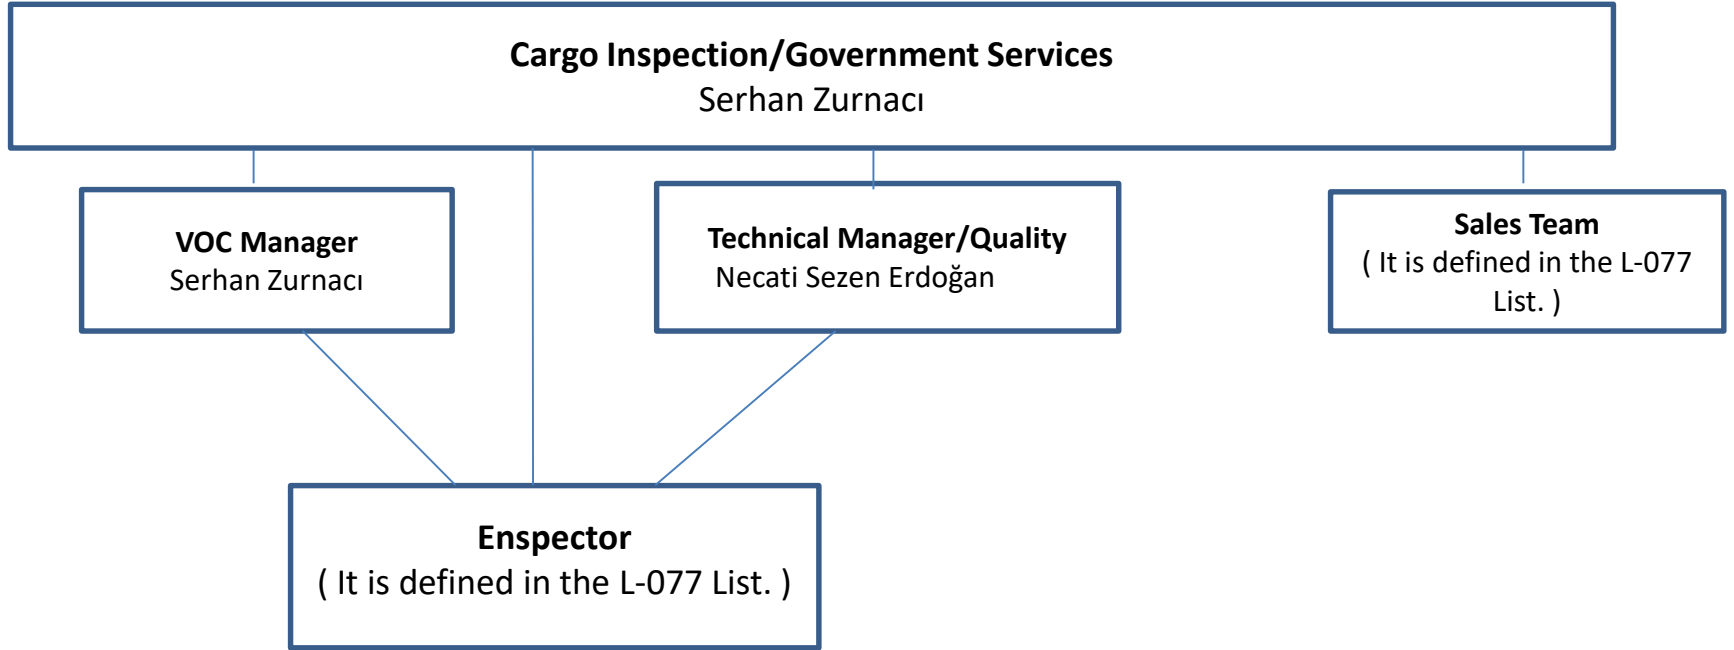 Cargo Inspection/Government Services
Serhan Zurnacı
VOC Manager
Serhan Zurnacı
Technical Manager/Quality
Necati Sezen Erdoğan
Sales Team
( It is defined in the L-077
List. )
Enspector
( It is defined in the L-077 List. )